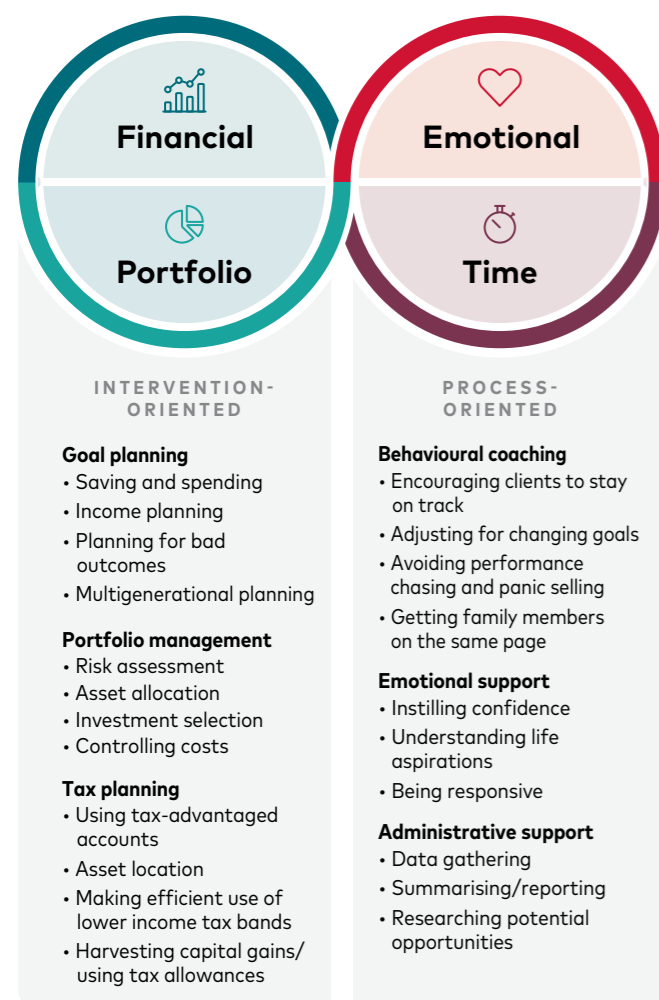 Financial
Portfolio
INTERVENTION-
ORIENTED
Goal planning
• Saving and spending
• Income planning
• Planning for bad
outcomes
• Multigenerational planning
Portfolio management
• Risk assessment
• Asset allocation
• Investment selection
• Controlling costs
Tax planning
• Using tax-advantaged
accounts
• Asset location
• Making efficient use of
lower income tax bands
• Harvesting capital gains/
using tax allowances
Emotional
Time
PROCESS-
ORIENTED
Behavioural coaching
• Encouraging clients to stay
on track
• Adjusting for changing goals
• Avoiding performance
chasing and panic selling
• Getting family members
on the same page
Emotional support
• Instilling confidence
• Understanding life
aspirations
• Being responsive
Administrative support
• Data gathering
• Summarising/reporting
• Researching potential
opportunities